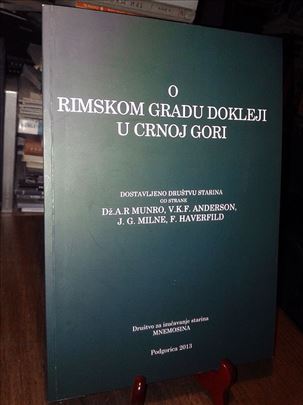 O
RIMSKOM GRADU DOKLEJI
U CRNOJ GORI
DOSTAVLJENO DRUŠTVU STARINA
OD STRANE
Dž.A.R MUNRO, V.K.F. ANDERSON,
J. G. MILNE, F. HAVERFILD
Društvo za izučavanje starina
MNEMOSINA
Podgorica 2013